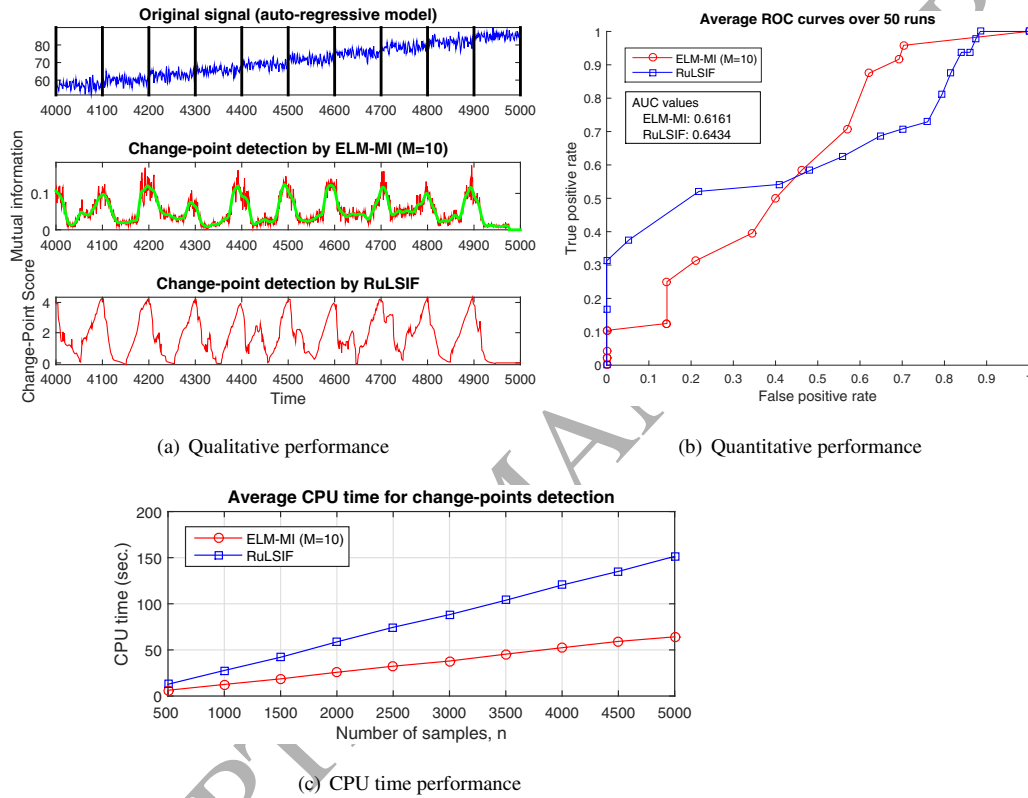 Original signal (auto-regressive model)
80
70
60
4000 4100 4200 4300 4400 4500 4600 4700 4800 4900 5000
Change-point detection by ELM-MI (M=10)
Mutual information
0.1
0
4000 4100 4200 4300 4400 4500 4600 4700 4800 4900 5000
Change-point detection by RuLSIF
Change-Point Score
4
2
0
4000 4100 4200 4300 4400 4500 4600 4700 4800 4900 5000
Time
(a) Qualitative performance
Average ROC curves over 50 runs
ELM-MI (M=10)
RuLSIF
AUC values
ELM-MI: 0.6161
RuLSIF: 0.6434
True positive rate
1
0.9
0.8
0.7
0.6
0.5
0.4
0.3
0.2
0.1
0
0 0.1 0.2 0.3 0.4 0.5 0.6 0.7 0.8 0.9 1
False positive rate
(b) Quantitative performance
Average CPU time for change-points detection
ELM-MI (M=10)
RuLSIF
CPU time (sec.)
200
150
100
50
0
500 1000 1500 2000 2500 3000 3500 4000 4500 5000
Number of samples, n
(c) CPU time performance